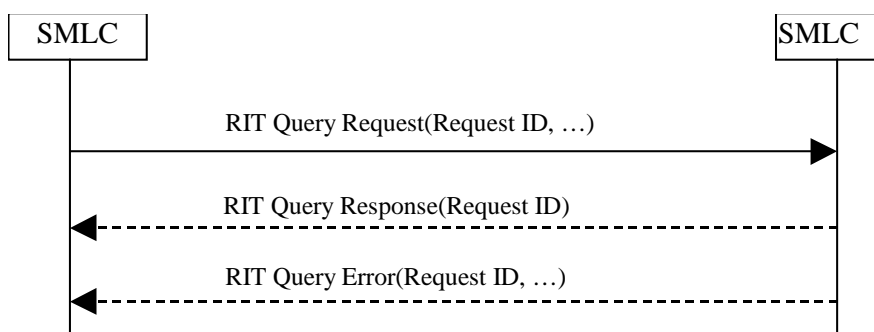 SMLC
SMLC
RIT Query Request(Request ID, …)
RIT Query Response(Request ID)
RIT Query Error(Request ID, …)